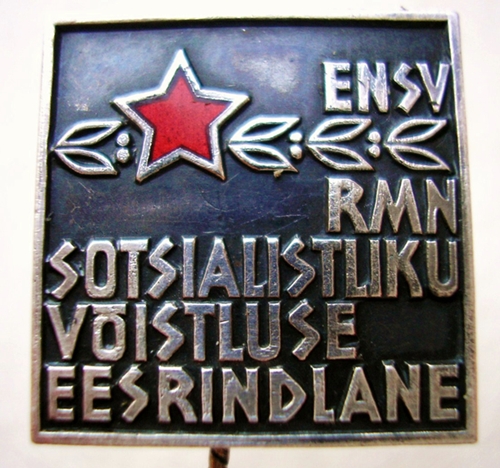 ENSV
RMN
SOTSIALISTLIKU
VÕISTLUSE
EESRINDLANE